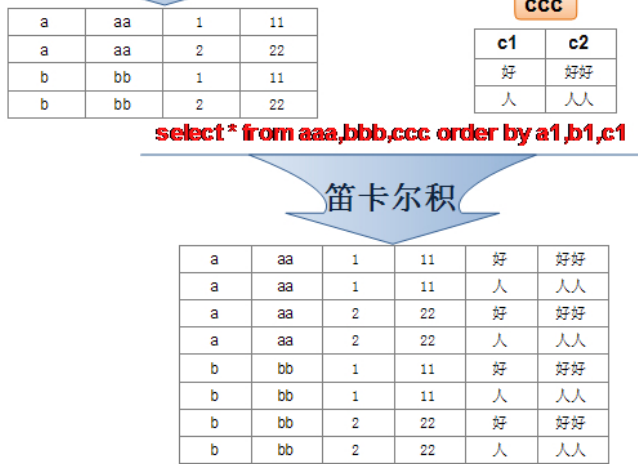 ccc
a aa 1 11
a aa 2 22
b bb 1 11
b bb 2 22
c1 c2
好 好好
人 人人
select * from aaa,bbb,ccc order by a1,b1,c1
笛卡尔积
a aa 1 11 好 好好
a aa 1 11 人 人人
a aa 2 22 好 好好
a aa 2 22 人 人人
b bb 1 11 好 好好
b bb 1 11 人 人人
b bb 2 22 好 好好
b bb 2 22 人 人人